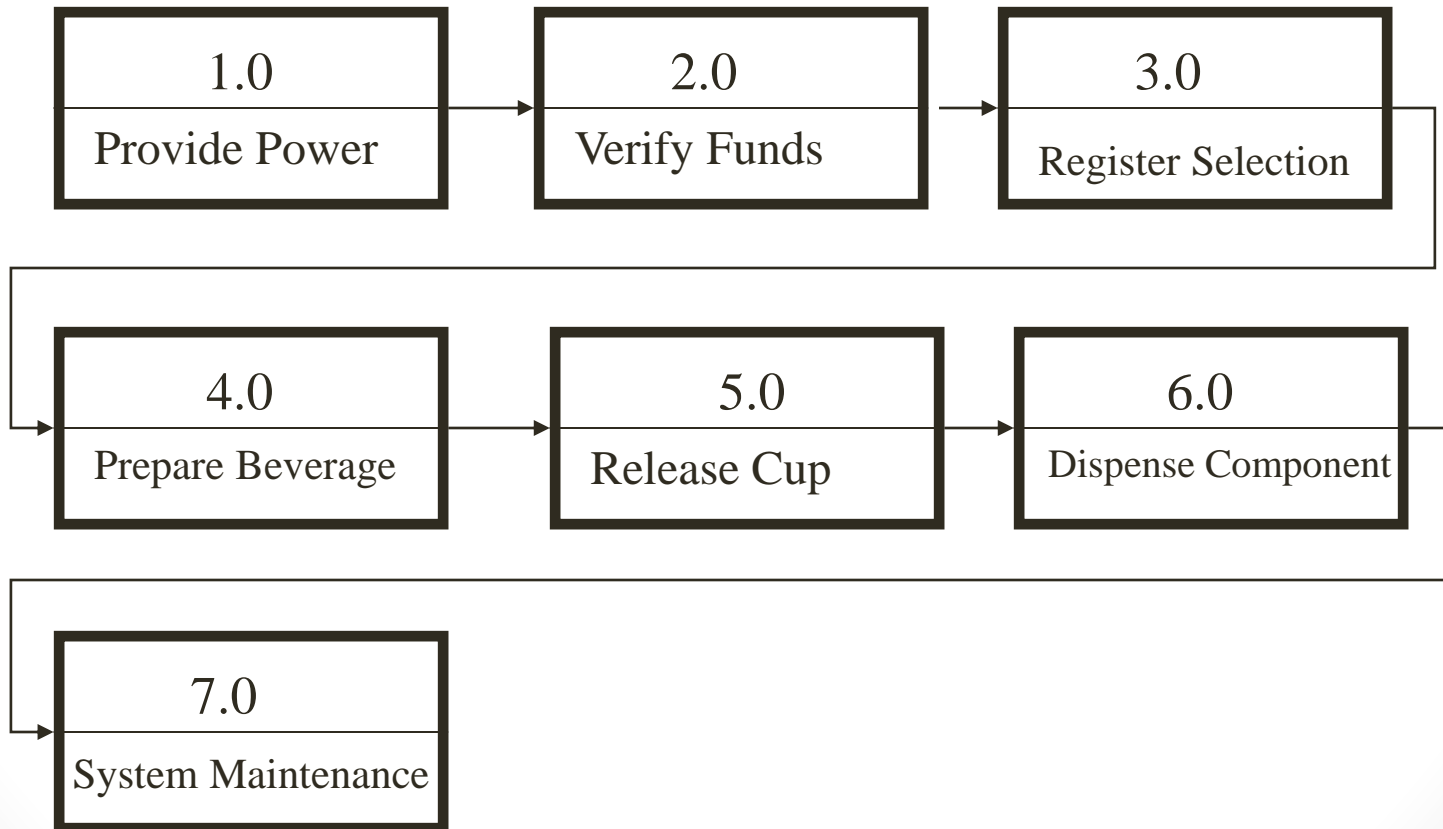 1.0
Provide Power
2.0
Verify Funds
3.0
Register Selection
4.0
Prepare Beverage
5.0
Release Cup
6.0
Dispense Component
7.0
System Maintenance